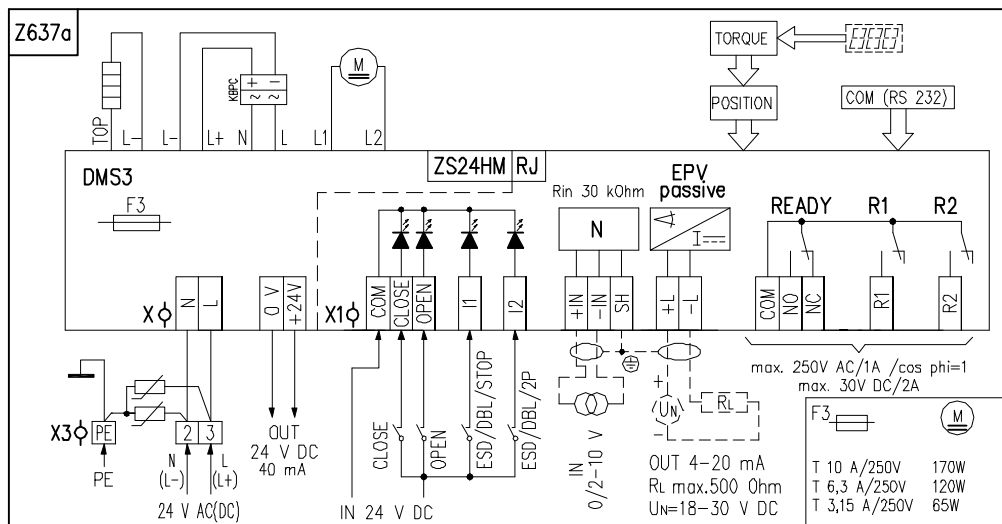 Z637a
TORQUE
POSITION
COM (RS 232)
M
KBPC
+ −
~ ~
TOP
L−
L−
L+
N
L
L1
L2
DMS3
F3
ZS24HM RJ
Rin 30 kOhm
EPV
passive
N
I
READY
R1
R2
X
N
L
0 V
+24V
X1
COM
CLOSE
OPEN
I1
I2
+IN
−IN
SH
+L
−L
COM
NO
NC
R1
R2
max. 250V AC/1A /cos phi=1
max. 30V DC/2A
X3
PE
2
3
PE
N
(L−)
L
(L+)
24 V AC(DC)
OUT
24 V DC
40 mA
CLOSE
OPEN
ESD/DBL/STOP
ESD/DBL/2P
IN 24 V DC
IN
0/2−10 V
+
UN
−
RL
OUT 4−20 mA
RL max.500 Ohm
UN=18−30 V DC
F3
M
T 10 A/250V 170W
T 6,3 A/250V 120W
T 3,15 A/250V 65W